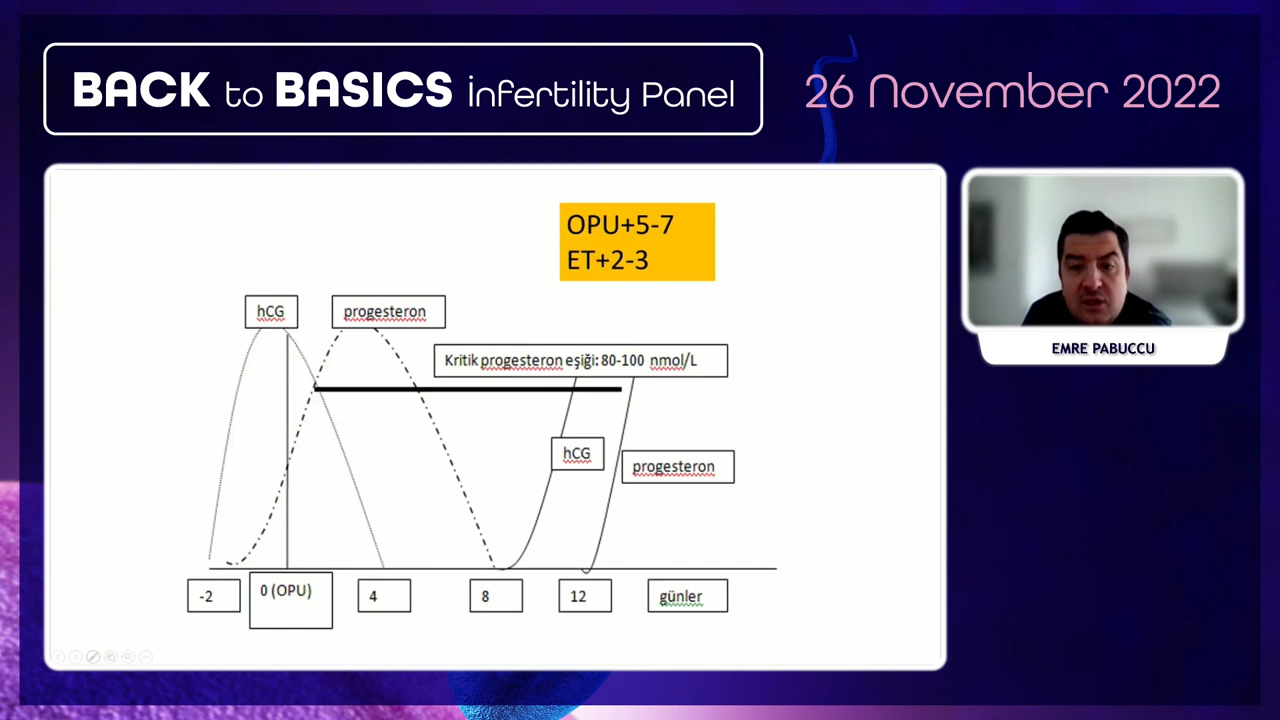 BACK to BASICS İnfertility Panel
26 November 2022
OPU+5-7
ET+2-3
hCG
progesteron
Kritik progesteron eşiği: 80-100 nmol/L
hCG
progesteron
-2
0 (OPU)
4
8
12
günler
EMRE PABUCCU